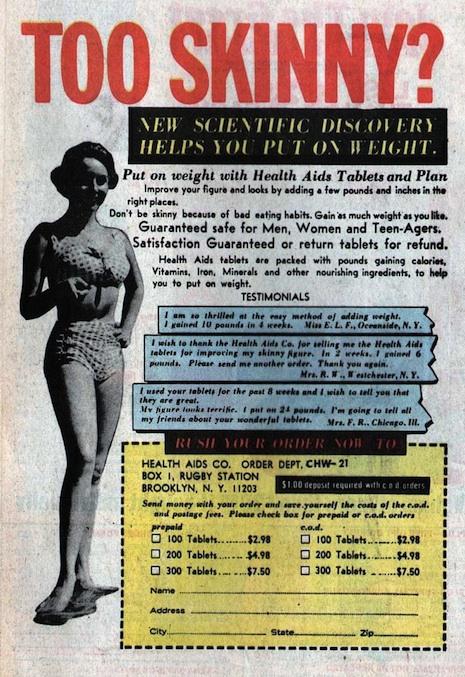 TOO SKINNY?
NEW SCIENTIFIC DISCOVERY
HELPS YOU PUT ON WEIGHT.
Put on weight with Health Aids Tablets and Plan
Improve your figure and looks by adding a few pounds and inches in the
right places.
Don't be skinny because of bad eating habits. Gain as much weight as you like.
Guaranteed safe for Men, Women and Teen-Agers.
Satisfaction Guaranteed or return tablets for refund.
Health Aids tablets are packed with pounds gaining calories,
Vitamins, Iron, Minerals and other nourishing ingredients, to help
you to put on weight.
TESTIMONIALS
I am so thrilled at the easy method of adding weight.
I gained 10 pounds in 4 weeks. Miss E. L. F., Oceanside, N. Y.
I wish to thank the Health Aids Co. for selling me the Health Aids
tablets for improving my skinny figure. In 2 weeks, I gained 6
pounds. Please send me another order. Thank you again.
Mrs. R. W., Westchester, N. Y.
I used your tablets for the past 8 weeks and I wish to tell you that
they are great.
My figure looks terrific. I put on 24 pounds. I'm going to tell all
my friends about your wonderful tablets. Mrs. F. R., Chicago. Ill.
RUSH YOUR ORDER NOW TO
HEALTH AIDS CO. ORDER DEPT, CHW-21
BOX 1, RUGBY STATION
BROOKLYN, N. Y. 11203
$1.00 deposit required with c.o.d. orders
Send money with your order and save yourself the costs of the c.o.d.
and postage fees. Please check box for prepaid or c.o.d. orders
prepaid c.o.d.
100 Tablets........$2.98 100 Tablets........$2.98
200 Tablets........$4.98 200 Tablets........$4.98
300 Tablets........$7.50 300 Tablets........$7.50
Name
Address
City State Zip